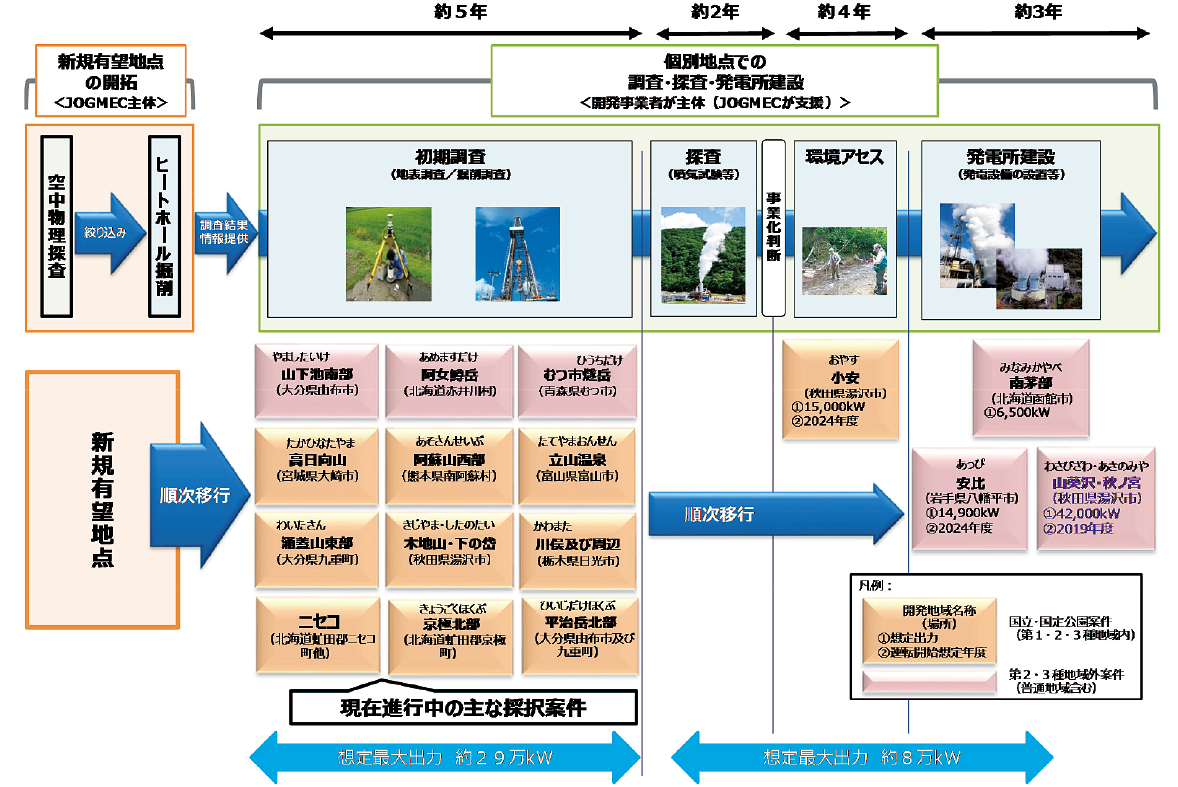 約５年
約2年
約４年
約3年
新規有望地点
の開拓
＜JOGMEC主体＞
個別地点での
調査・探査・発電所建設
＜開発事業者が主体（JOGMECが支援）＞
空中物理探査
絞り込み
ヒートホール掘削
調査結果
情報提供
初期調査
（地表調査／掘削調査）
探査
（噴気試験等）
事業化判断
環境アセス
発電所建設
（発電設備の設置等）
新規有望地点
順次移行
やましたいけ
山下池南部
（大分県由布市）
あめますだけ
阿女鱒岳
（北海道赤井川村）
ひうちだけ
むつ市燧岳
（青森県むつ市）
たかひなたやま
高日向山
（宮城県大崎市）
あそさんせいぶ
阿蘇山西部
（熊本県南阿蘇村）
たてやまおんせん
立山温泉
（富山県富山市）
わいたさん
涌蓋山東部
（大分県九重町）
きじやま・したのたい
木地山・下の岱
（秋田県湯沢市）
かわまた
川俣及び周辺
（栃木県日光市）
ニセコ
（北海道虻田郡ニセコ
町他）
きょうごくほくぶ
京極北部
（北海道虻田郡京極
町）
ひいじだけほくぶ
平治岳北部
（大分県由布市及び
九重町）
現在進行中の主な採択案件
順次移行
おやす
小安
（秋田県湯沢市）
①15,000kW
②2024年度
みなみかやべ
南茅部
（北海道函館市）
①6,500kW
あっぴ
安比
（岩手県八幡平市）
①14,900kW
②2024年度
わさびざわ・あきのみや
山葵沢・秋ノ宮
（秋田県湯沢市）
①42,000kW
②2019年度
凡例：
開発地域名称
（場所）
①想定出力
②運転開始想定年度
国立・国定公園案件
（第１・２・３種地域内）
第２・３種地域外案件
（普通地域含む）
想定最大出力　約２９万kW
想定最大出力　約８万kW